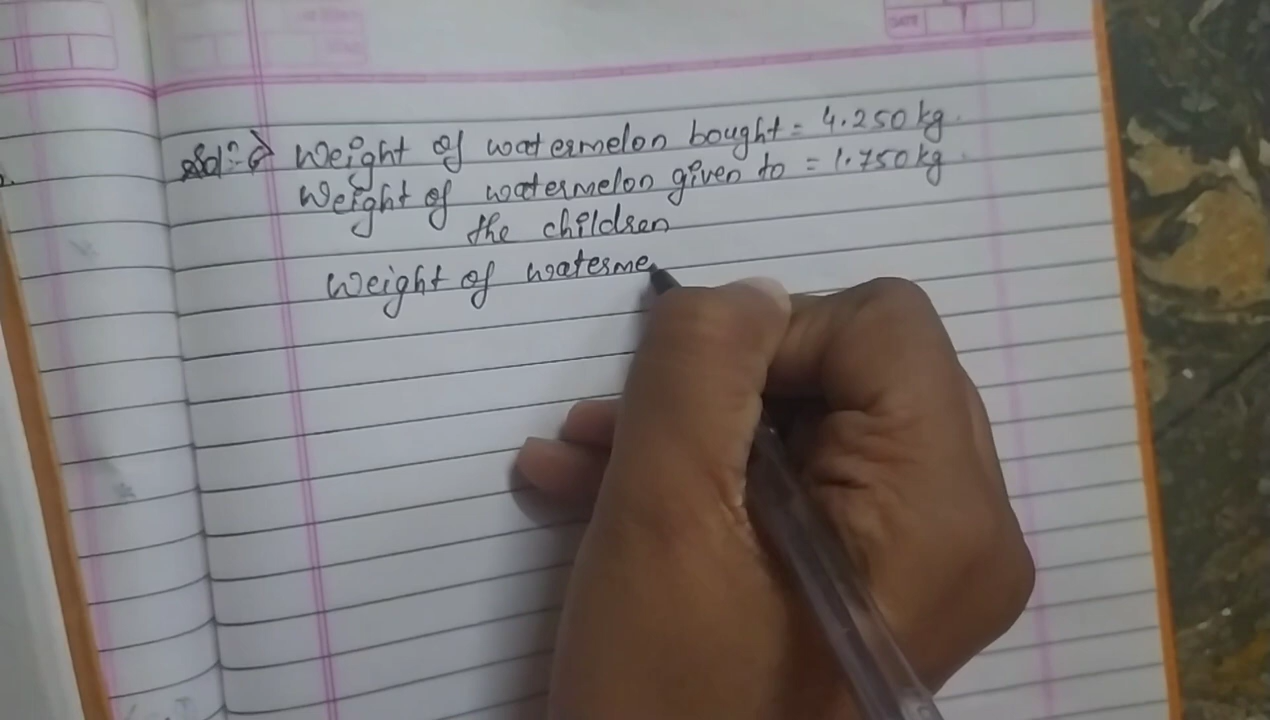 DATE
Sol:-
Weight of watermelon bought = 4.250 kg.
Weight of watermelon given to = 1.750 kg.
the children
Weight of waterme